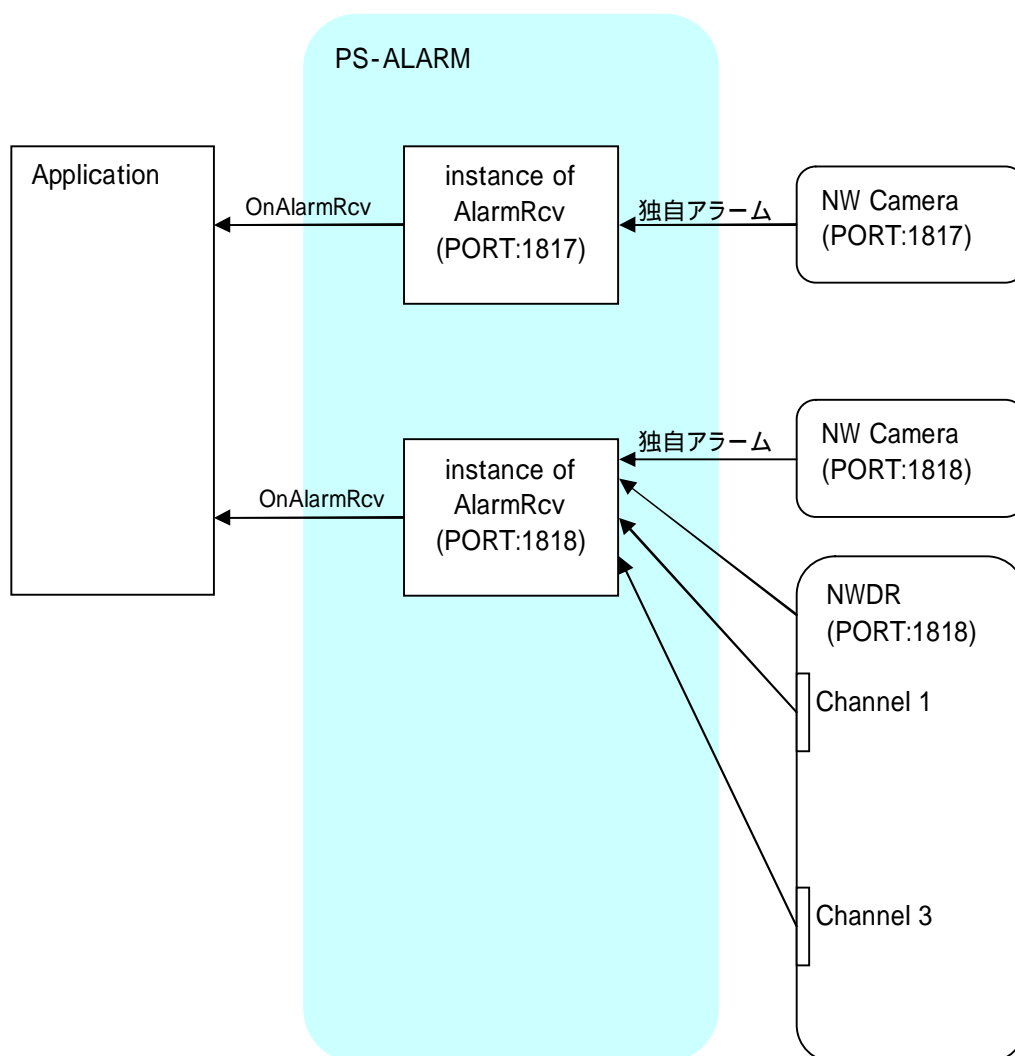 PS-ALARM
Application
OnAlarmRcv
instance of
AlarmRcv
(PORT:1817)
独自アラーム
NW Camera
(PORT:1817)
OnAlarmRcv
instance of
AlarmRcv
(PORT:1818)
独自アラーム
NW Camera
(PORT:1818)
NWDR
(PORT:1818)
Channel 1
Channel 3